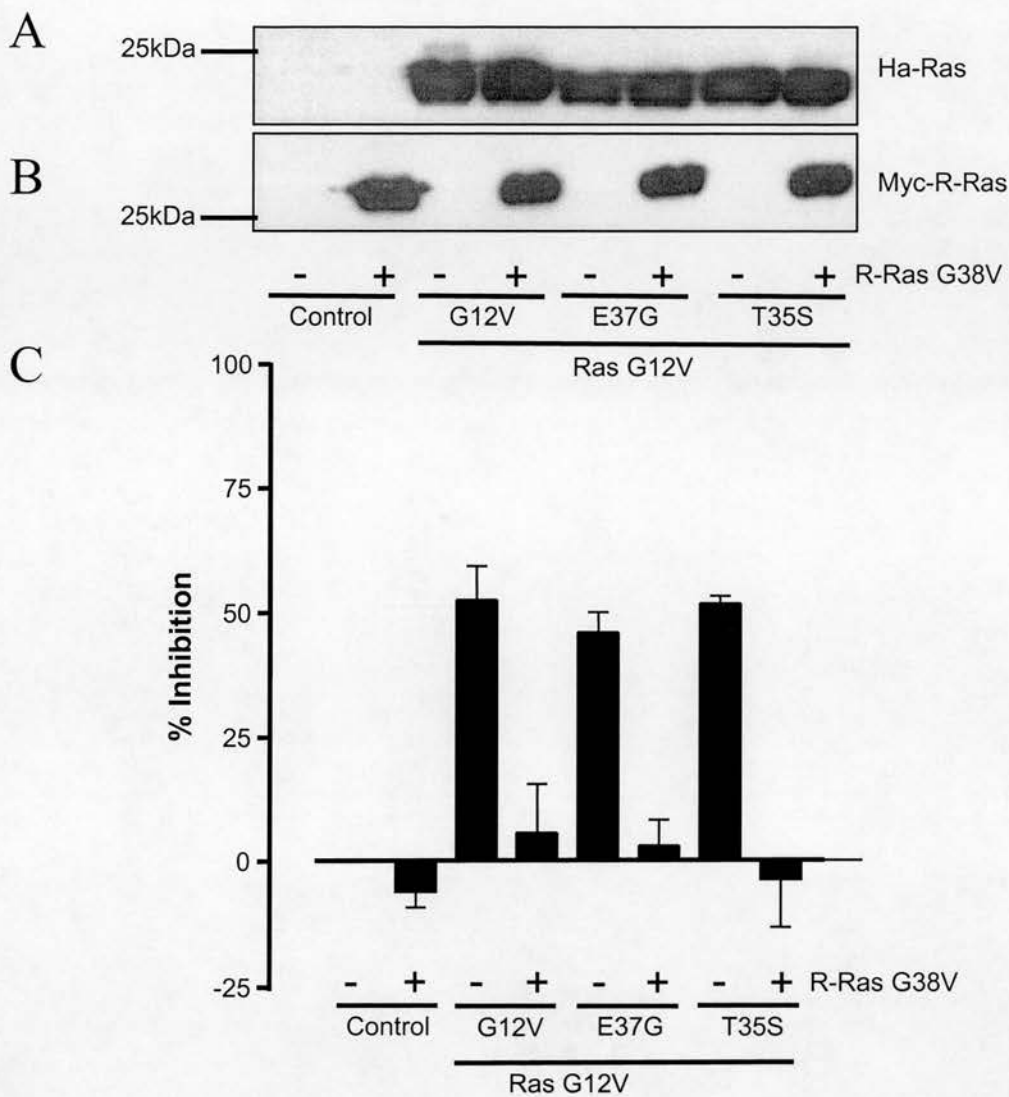 A
25kDa
Ha-Ras
B
25kDa
Myc-R-Ras
- + - + - + - + R-Ras G38V
Control G12V E37G T35S
Ras G12V
C
100
75
50
25
0
-25
% Inhibition
- + - + - + - + R-Ras G38V
Control G12V E37G T35S
Ras G12V